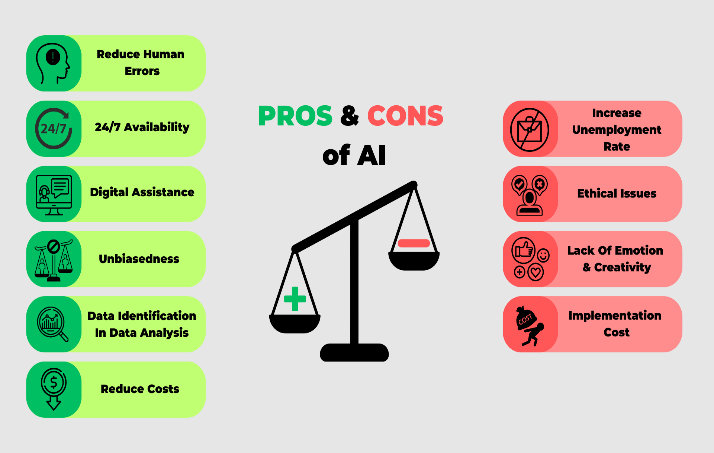 Reduce Human
Errors
24/7
24/7 Availability
Digital Assistance
Unbiasedness
Data Identification
In Data Analysis
$
Reduce Costs
PROS & CONS
of AI
Increase
Unemployment
Rate
Ethical Issues
Lack Of Emotion
& Creativity
COST
Implementation
Cost